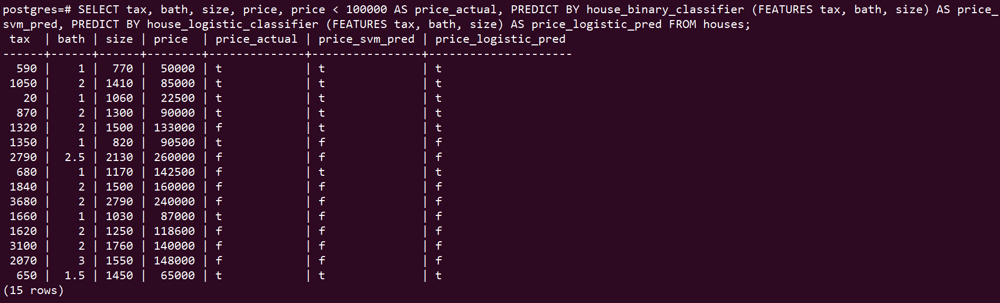 postgres=# SELECT tax, bath, size, price, price < 100000 AS price_actual, PREDICT BY house_binary_classifier (FEATURES tax, bath, size) AS price_
svm_pred, PREDICT BY house_logistic_classifier (FEATURES tax, bath, size) AS price_logistic_pred FROM houses;
 tax  | bath | size | price  | price_actual | price_svm_pred | price_logistic_pred
------+------+------+--------+--------------+----------------+---------------------
  590 |    1 |  770 |  50000 | t            | t              | t
 1050 |    2 | 1410 |  85000 | t            | t              | t
   20 |    1 | 1060 |  22500 | t            | t              | t
  870 |    2 | 1300 |  90000 | t            | t              | t
 1320 |    2 | 1500 | 133000 | f            | t              | t
 1350 |    1 |  820 |  90500 | t            | f              | f
 2790 |  2.5 | 2130 | 260000 | f            | f              | f
  680 |    1 | 1170 | 142500 | f            | t              | t
 1840 |    2 | 1500 | 160000 | f            | f              | f
 3680 |    2 | 2790 | 240000 | f            | f              | f
 1660 |    1 | 1030 |  87000 | t            | f              | f
 1620 |    2 | 1250 | 118600 | f            | f              | f
 3100 |    2 | 1760 | 140000 | f            | f              | f
 2070 |    3 | 1550 | 148000 | f            | f              | f
  650 |  1.5 | 1450 |  65000 | t            | t              | t
(15 rows)